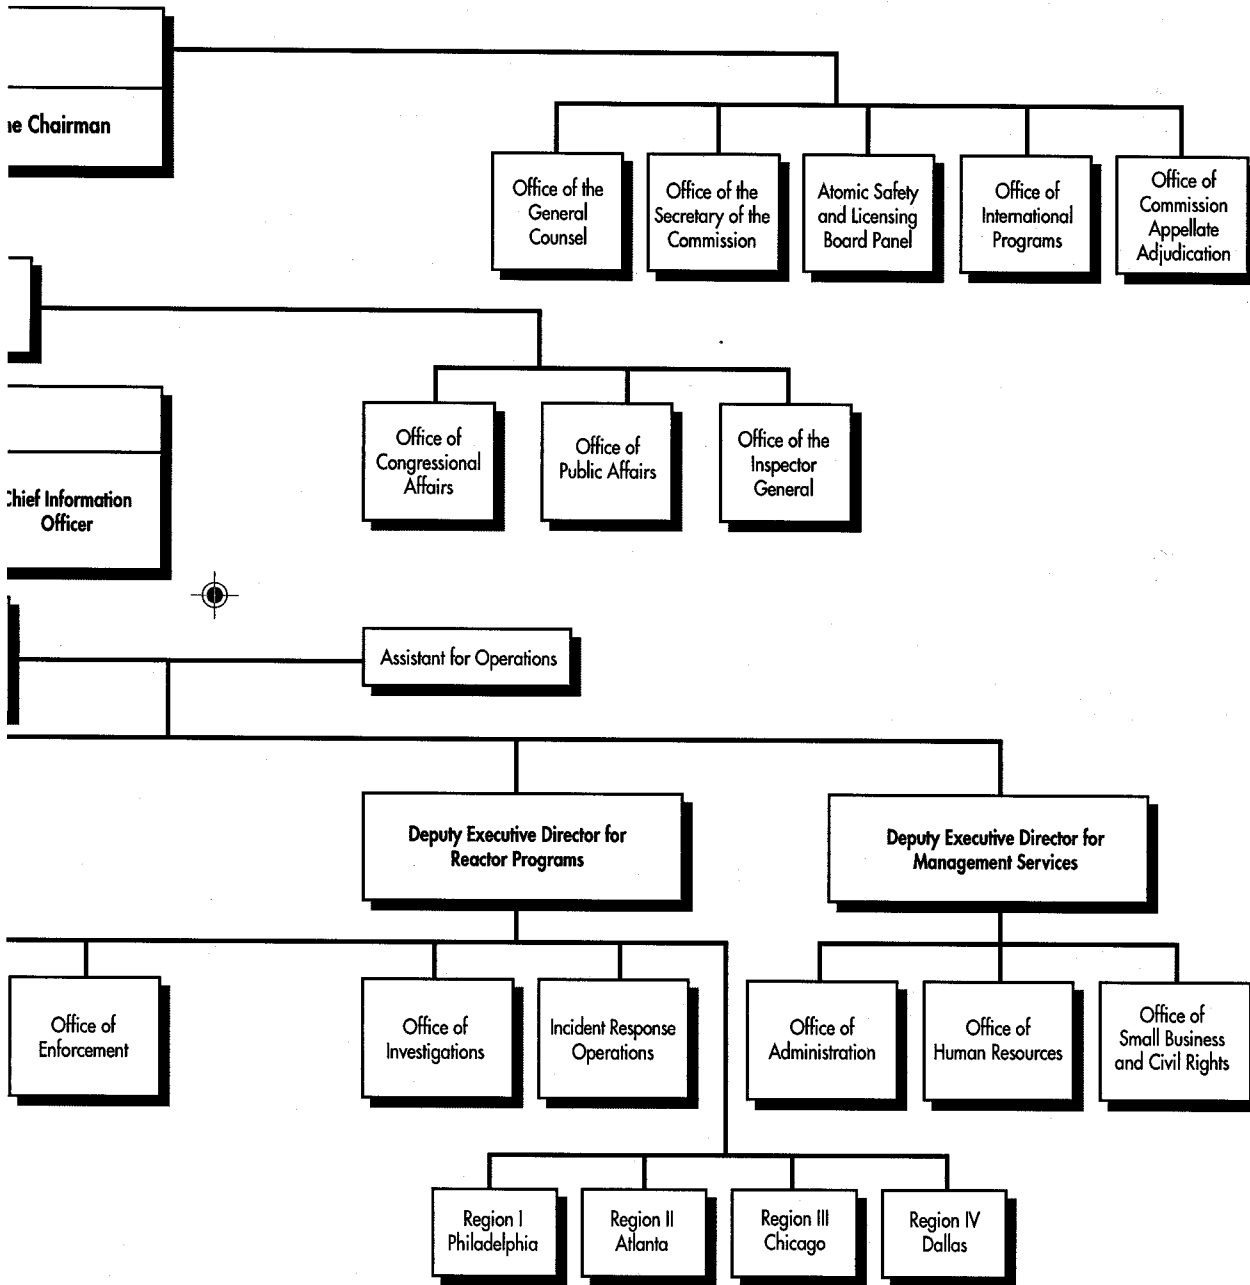 he Chairman
Office of the
General
Counsel
Office of the
Secretary of the
Commission
Atomic Safety
and Licensing
Board Panel
Office of
International
Programs
Office of
Commission
Appellate
Adjudication
Office of
Congressional
Affairs
Office of
Public Affairs
Office of the
Inspector
General
Chief Information
Officer
Assistant for Operations
Deputy Executive Director for
Reactor Programs
Deputy Executive Director for
Management Services
Office of
Enforcement
Office of
Investigations
Incident Response
Operations
Office of
Administration
Office of
Human Resources
Office of
Small Business
and Civil Rights
Region I
Philadelphia
Region II
Atlanta
Region III
Chicago
Region IV
Dallas